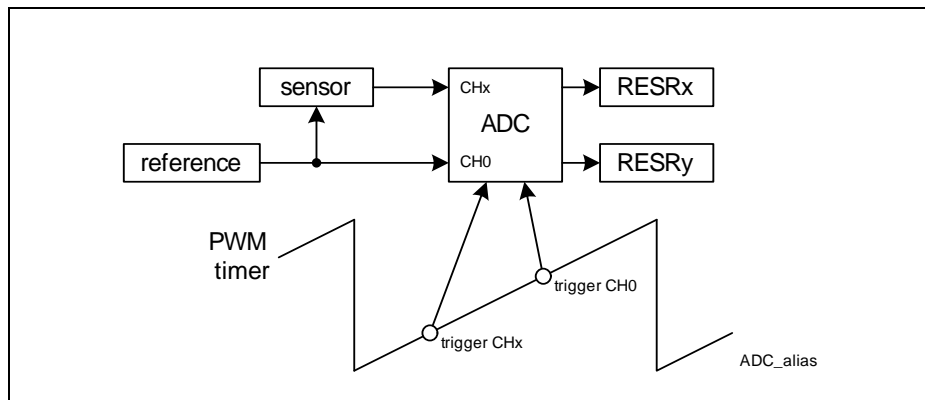 sensor
CHx
RESRx
ADC
reference
CH0
RESRy
PWM
timer
trigger CH0
trigger CHx
ADC_alias